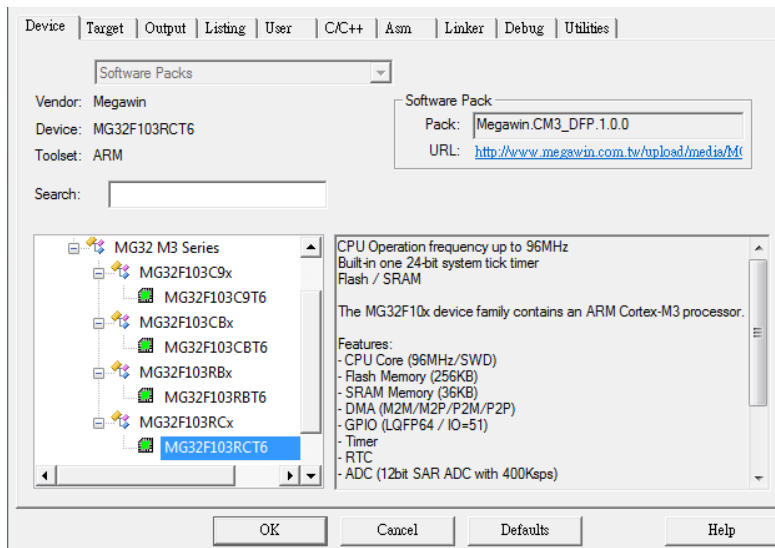 Device Target Output Listing User C/C++ Asm Linker Debug Utilities
Software Packs
Vendor: Megawin
Device: MG32F103RCT6
Toolset: ARM
Search:
Software Pack
Pack: Megawin.CM3_DFP.1.0.0
URL: http://www.megawin.com.tw/upload/media/M(
MG32 M3 Series
MG32F103C9x
MG32F103C9T6
MG32F103CBx
MG32F103CBT6
MG32F103RBx
MG32F103RBT6
MG32F103RCx
MG32F103RCT6
CPU Operation frequency up to 96MHz
Built-in one 24-bit system tick timer
Flash / SRAM
The MG32F10x device family contains an ARM Cortex-M3 processor.
Features:
- CPU Core (96MHz/SWD)
- Flash Memory (256KB)
- SRAM Memory (36KB)
- DMA (M2M/M2P/P2M/P2P)
- GPIO (LQFP64 / IO=51)
- Timer
- RTC
- ADC (12bit SAR ADC with 400Ksps)
OK Cancel Defaults Help